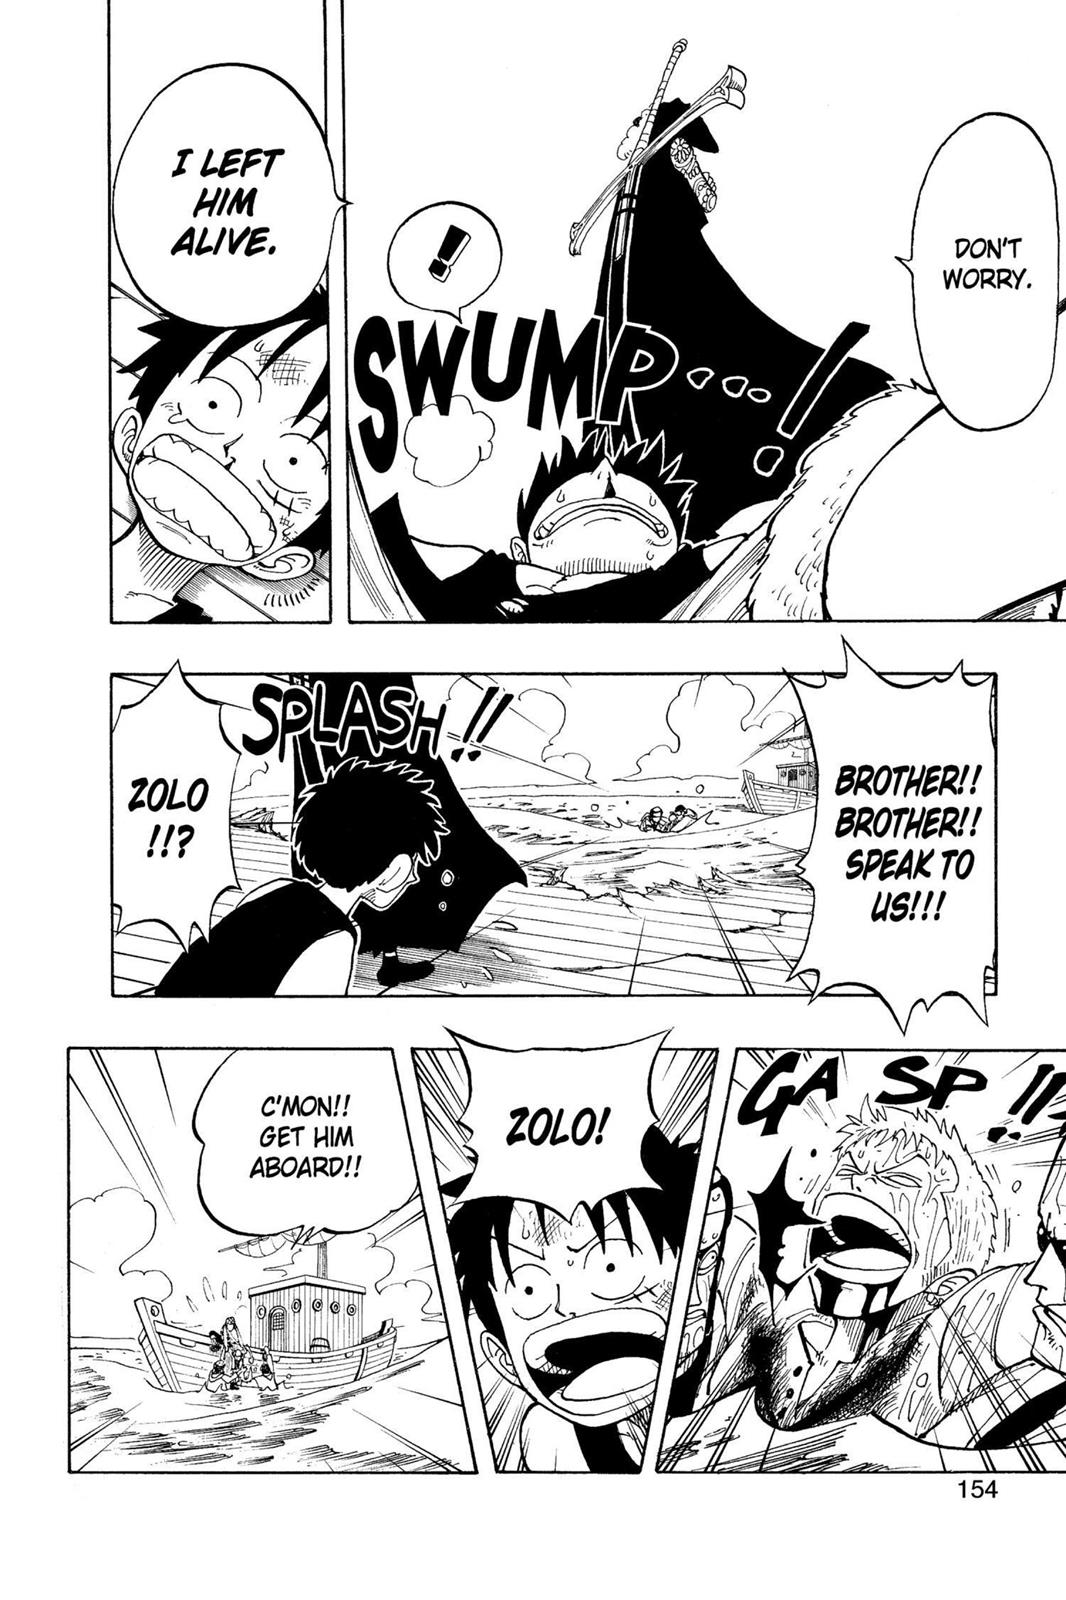 DON'T
WORRY.
!
SWUMP...!
I LEFT
HIM
ALIVE.
BROTHER!!
BROTHER!!
SPEAK TO
US!!!
SPLASH!!
ZOLO
!!?
GASP!!
ZOLO!
C'MON!!
GET HIM
ABOARD!!
154